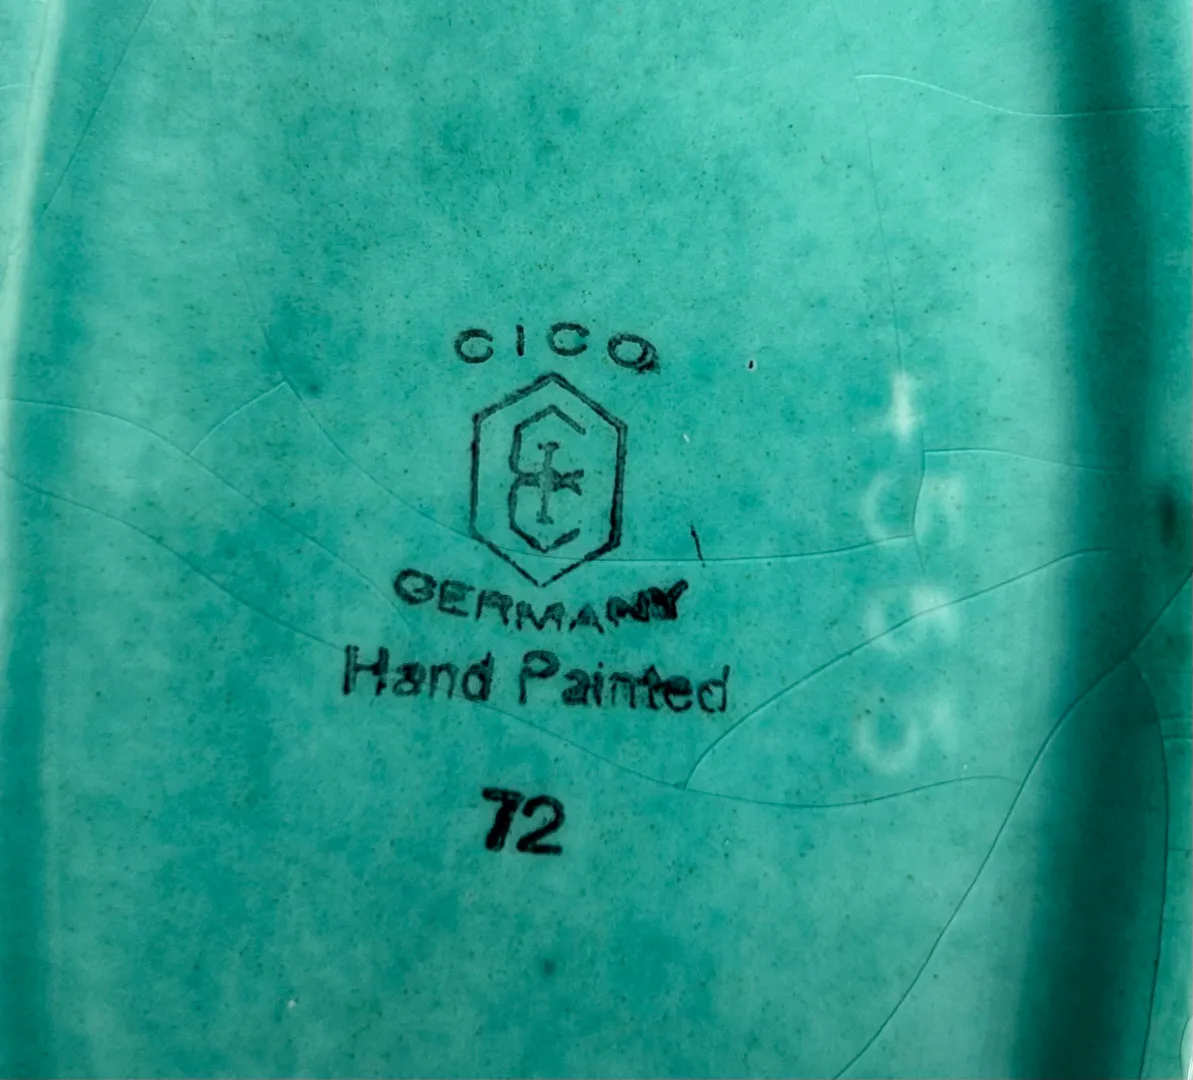 CICO
GERMANY
Hand Painted
72